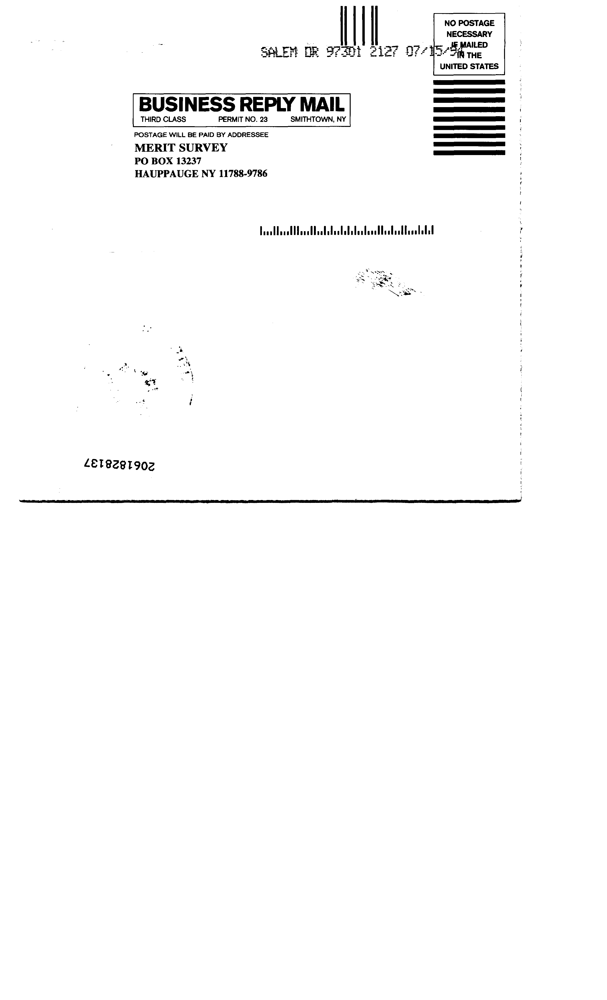 NO POSTAGE
NECESSARY
IF MAILED
IN THE
UNITED STATES
SALEM OR 97301 2127 07/15/
BUSINESS REPLY MAIL
THIRD CLASS PERMIT NO. 23 SMITHTOWN, NY
POSTAGE WILL BE PAID BY ADDRESSEE
MERIT SURVEY
PO BOX 13237
HAUPPAUGE NY 11788-9786
2061828137